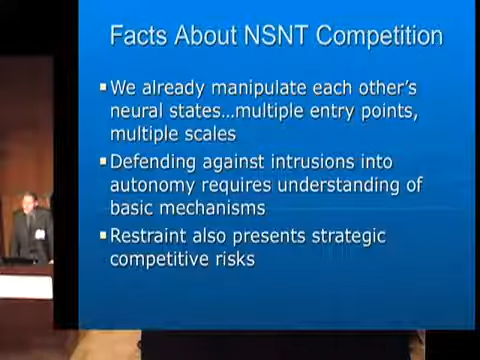 Facts About NSNT Competition
We already manipulate each other's
neural states…multiple entry points,
multiple scales
Defending against intrusions into
autonomy requires understanding of
basic mechanisms
Restraint also presents strategic
competitive risks